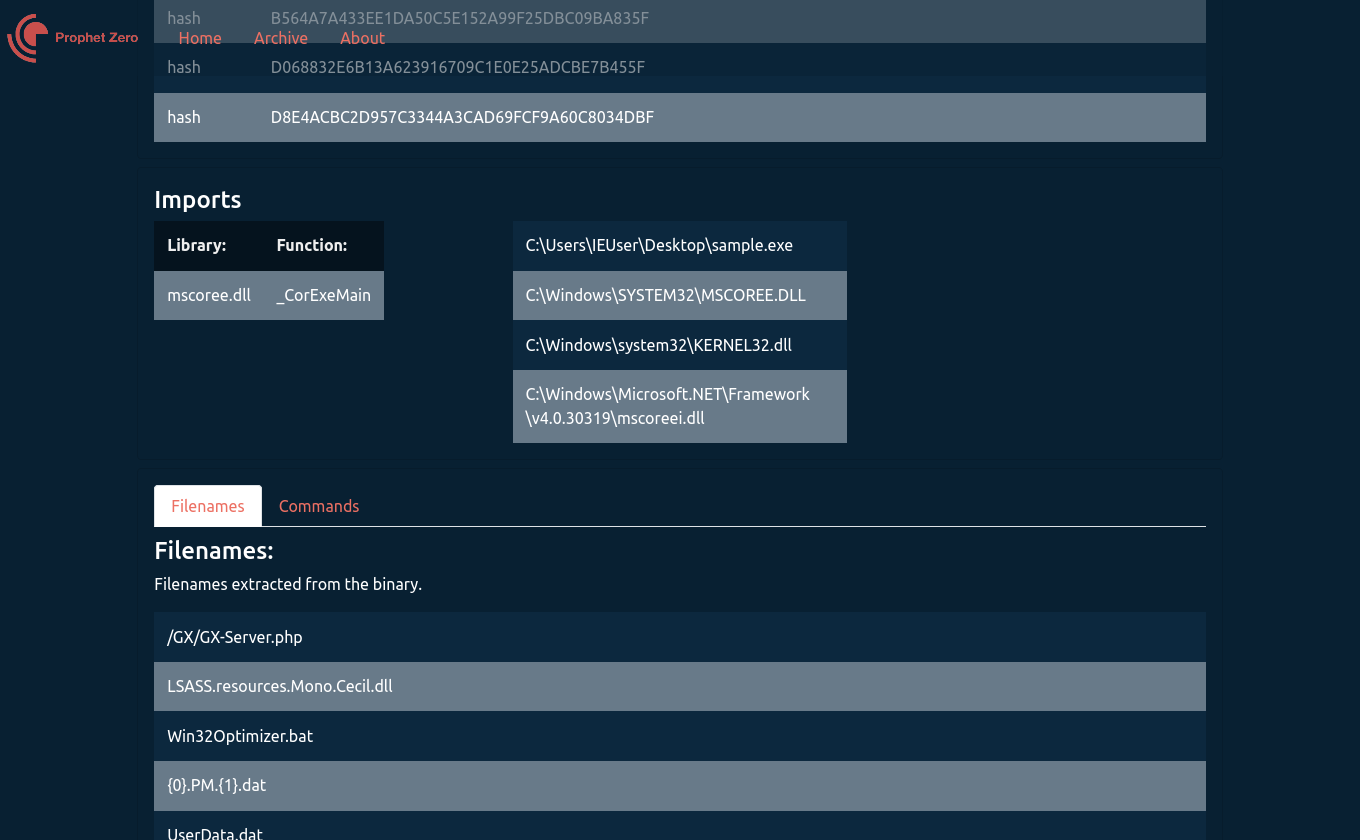 hash B564A7A433EE1DA50C5E152A99F25DBC09BA835F
Prophet Zero Home Archive About
hash D068832E6B13A623916709C1E0E25ADCBE7B455F
hash D8E4ACBC2D957C3344A3CAD69FCF9A60C8034DBF
Imports
Library: Function:
mscoree.dll _CorExeMain
C:\Users\IEUser\Desktop\sample.exe
C:\Windows\SYSTEM32\MSCOREE.DLL
C:\Windows\system32\KERNEL32.dll
C:\Windows\Microsoft.NET\Framework
\v4.0.30319\mscoreei.dll
Filenames Commands
Filenames:
Filenames extracted from the binary.
/GX/GX-Server.php
LSASS.resources.Mono.Cecil.dll
Win32Optimizer.bat
{0}.PM.{1}.dat
UserData.dat